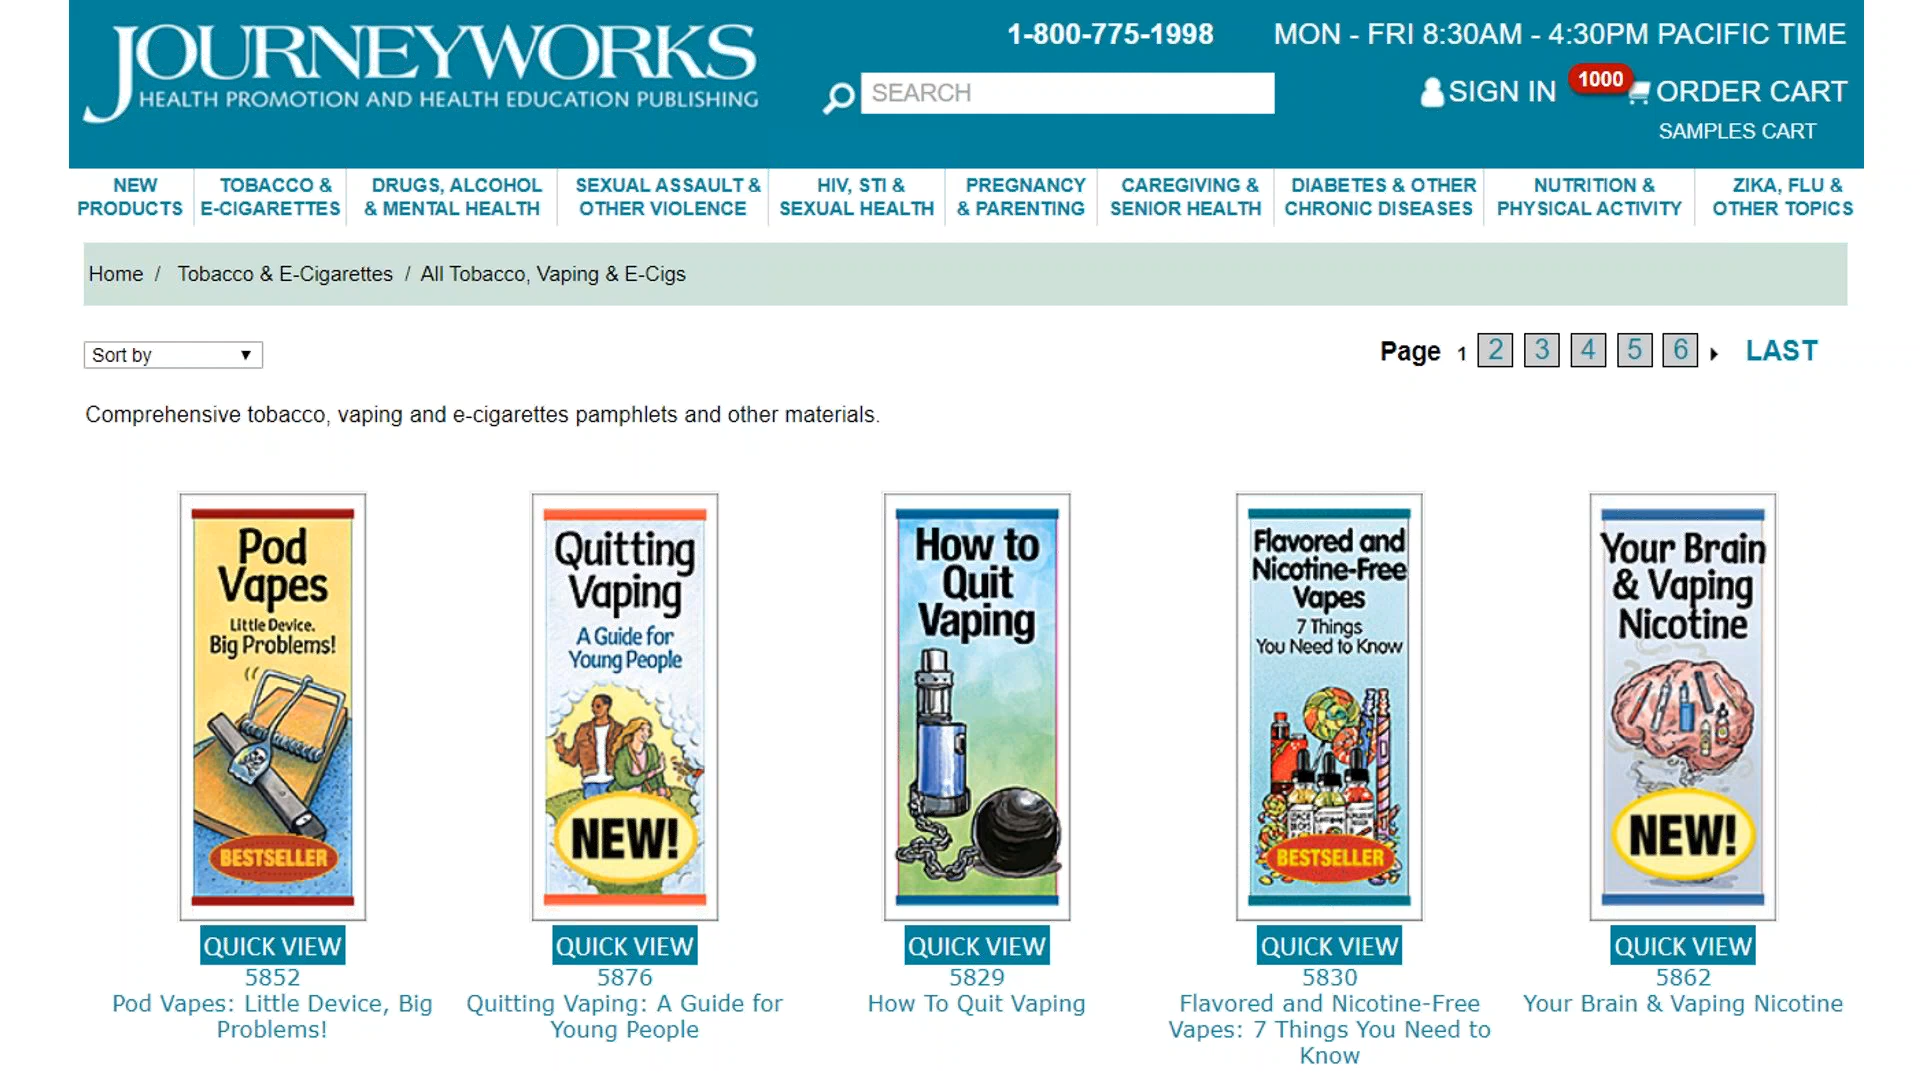 JOURNEYWORKS
HEALTH PROMOTION AND HEALTH EDUCATION PUBLISHING
1-800-775-1998
MON - FRI 8:30AM - 4:30PM PACIFIC TIME
SEARCH
SIGN IN
1000
ORDER CART
SAMPLES CART
NEW
PRODUCTS
TOBACCO &
E-CIGARETTES
DRUGS, ALCOHOL
& MENTAL HEALTH
SEXUAL ASSAULT &
OTHER VIOLENCE
HIV, STI &
SEXUAL HEALTH
PREGNANCY
& PARENTING
CAREGIVING &
SENIOR HEALTH
DIABETES & OTHER
CHRONIC DISEASES
NUTRITION &
PHYSICAL ACTIVITY
ZIKA, FLU &
OTHER TOPICS
Home / Tobacco & E-Cigarettes / All Tobacco, Vaping & E-Cigs
Sort by
Page 1 2 3 4 5 6 LAST
Comprehensive tobacco, vaping and e-cigarettes pamphlets and other materials.
Pod
Vapes
Little Device.
Big Problems!
BESTSELLER
QUICK VIEW
5852
Pod Vapes: Little Device, Big
Problems!
Quitting
Vaping
A Guide for
Young People
NEW!
QUICK VIEW
5876
Quitting Vaping: A Guide for
Young People
How to
Quit
Vaping
QUICK VIEW
5829
How To Quit Vaping
Flavored and
Nicotine-Free
Vapes
7 Things
You Need to Know
BESTSELLER
QUICK VIEW
5830
Flavored and Nicotine-Free
Vapes: 7 Things You Need to
Know
Your Brain
& Vaping
Nicotine
NEW!
QUICK VIEW
5862
Your Brain & Vaping Nicotine